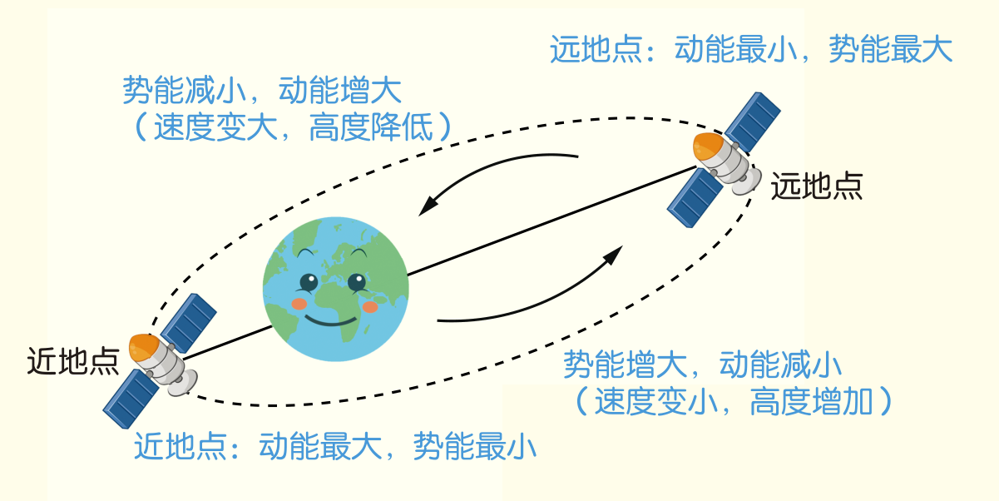 远地点：动能最小，势能最大
势能减小，动能增大
（速度变大，高度降低）
远地点
近地点
势能增大，动能减小
（速度变小，高度增加）
近地点：动能最大，势能最小